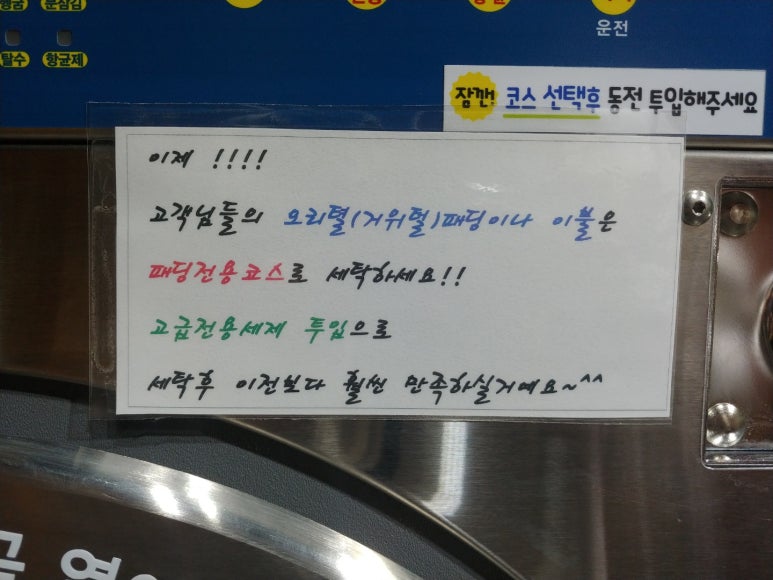 운전
탈수 항균제
잠깐! 코스 선택후 동전 투입해주세요
이제 !!!!
고객님들의 오리털(거위털)패딩이나 이불은
패딩전용코스로 세탁하세요!!
고급전용세제 투입으로
세탁후 이전보다 훨씬 만족하실거예요~^^